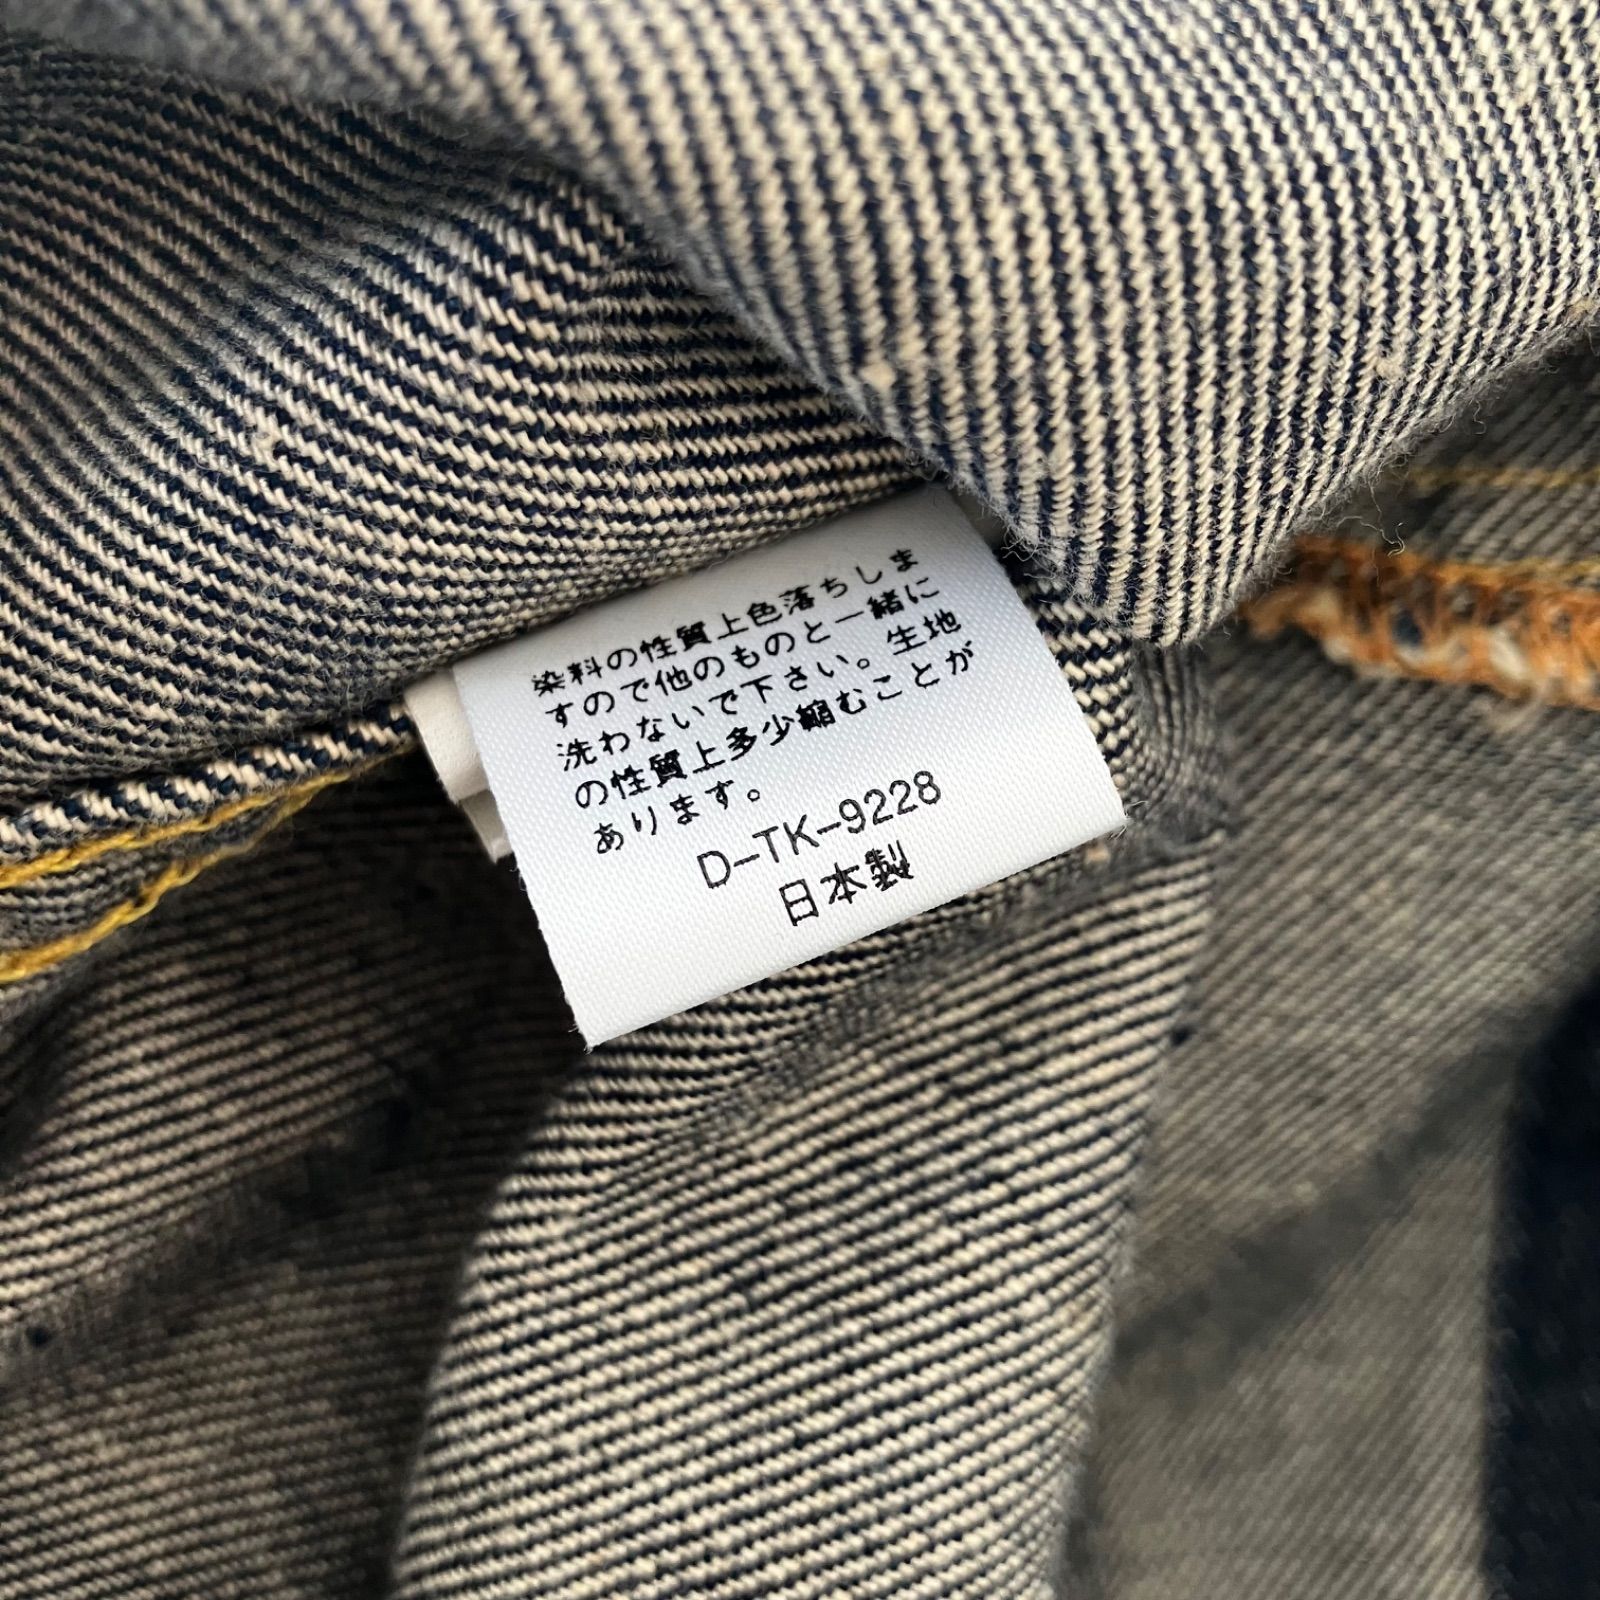 染料の性質上色落ちしま
すので他のものと一緒に
洗わないで下さい。生地
の性質上多少縮むことが
あります。
D-TK-9228
日本製